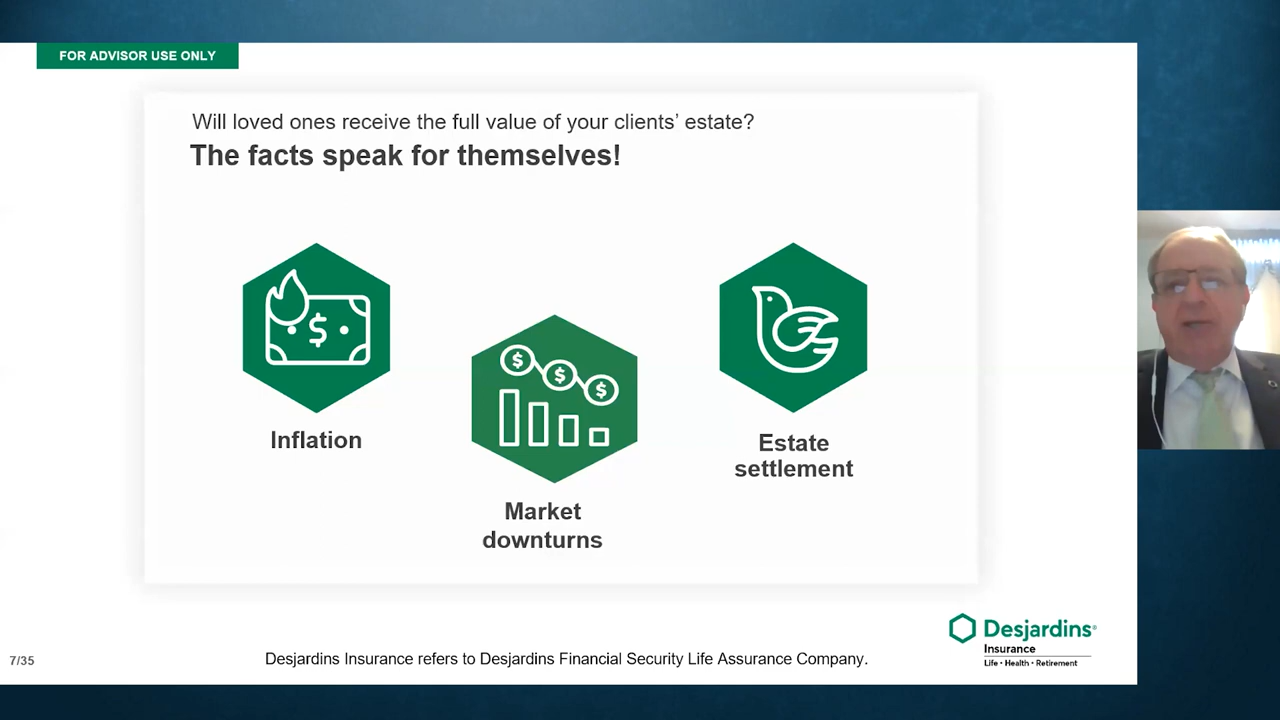 FOR ADVISOR USE ONLY
Will loved ones receive the full value of your clients’ estate?
The facts speak for themselves!
$
Inflation
$ $ $
Market
downturns
Estate
settlement
7/35
Desjardins Insurance refers to Desjardins Financial Security Life Assurance Company.
Desjardins®
Insurance
Life • Health • Retirement